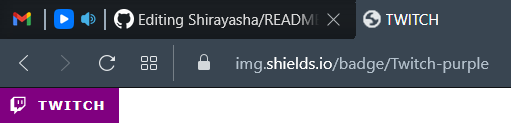 Editing Shirayasha/READM
TWITCH
img.shields.io/badge/Twitch-purple
TWITCH